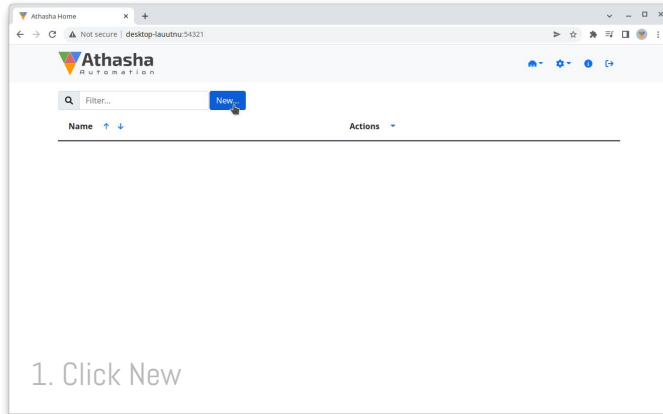 Athasha Home
Not secure | desktop-lauutnu:54321
Athasha
Automation
Filter...
New...
Name
Actions
1. Click New